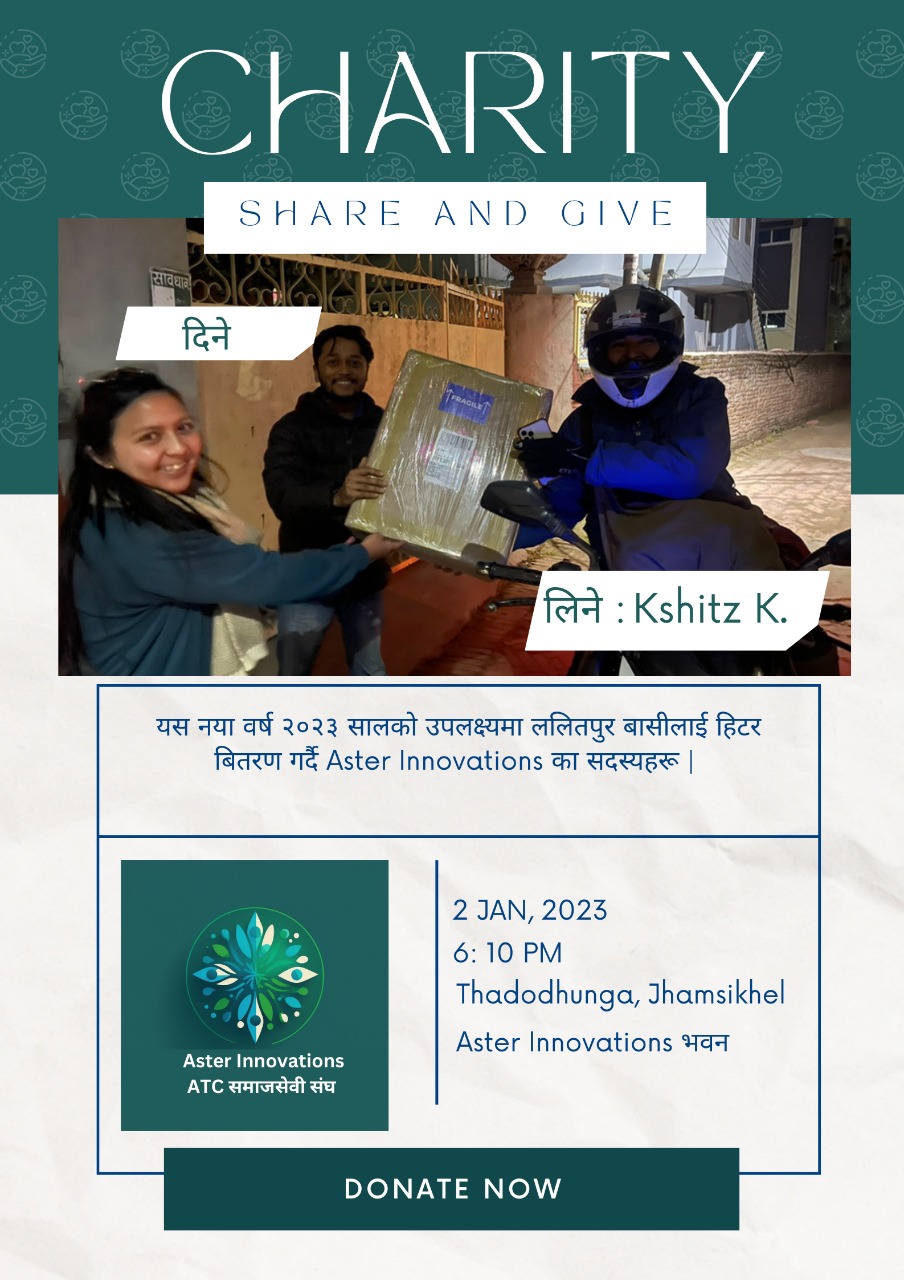 CHARITY
SHARE AND GIVE
सावधान
दिने
FRAGILE
लिने : Kshitz K.
यस नया वर्ष २०२३ सालको उपलक्ष्यमा ललितपुर बासीलाई हिटर
बितरण गर्दै Aster Innovations का सदस्यहरू |
2 JAN, 2023
6: 10 PM
Thadodhunga, Jhamsikhel
Aster Innovations भवन
Aster Innovations
ATC समाजसेवी संघ
DONATE NOW